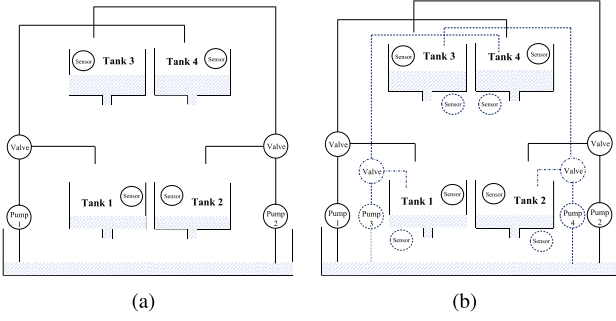 Sensor
Tank 3
Tank 4
Sensor
Valve
Valve
Tank 1
Sensor
Sensor
Tank 2
Pump
1
Pump
2
(a)
Sensor
Tank 3
Tank 4
Sensor
Sensor
Sensor
Valve
Valve
Valve
Valve
Tank 1
Sensor
Sensor
Tank 2
Pump
1
Pump
3
Pump
4
Pump
2
Sensor
Sensor
(b)